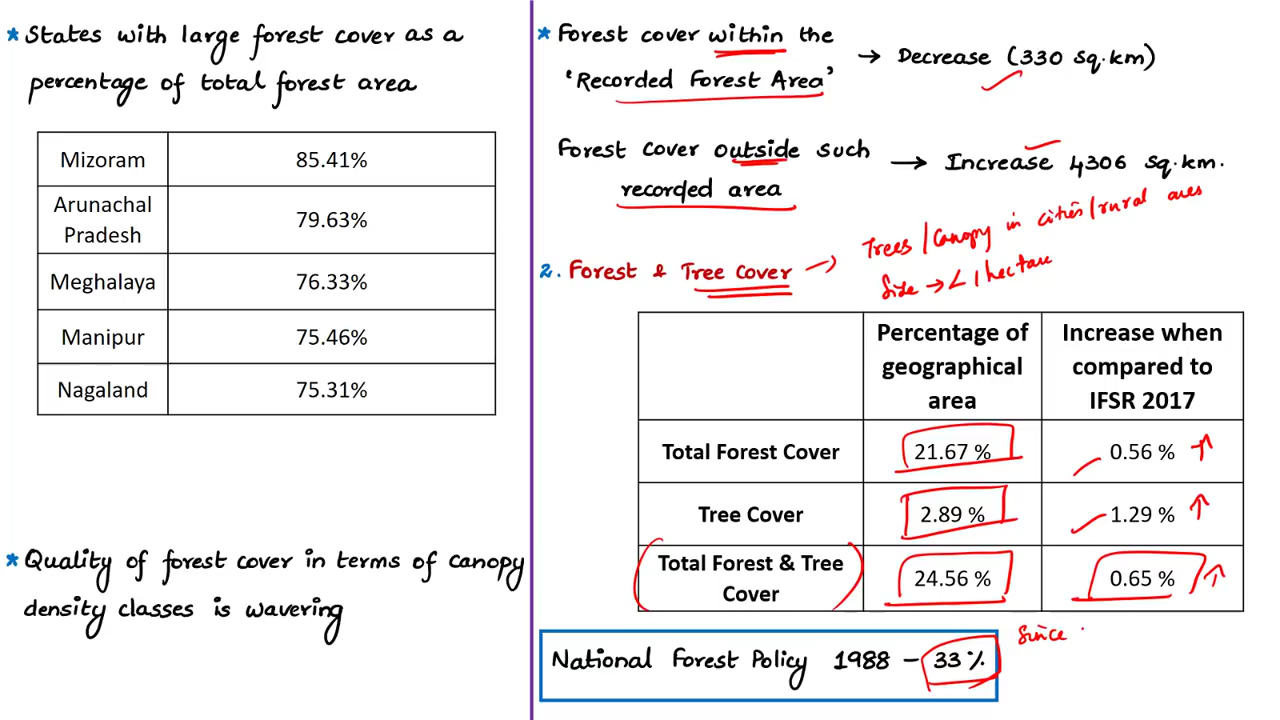 * States with large forest cover as a
percentage of total forest area
Mizoram 85.41%
Arunachal
Pradesh 79.63%
Meghalaya 76.33%
Manipur 75.46%
Nagaland 75.31%
* Quality of forest cover in terms of canopy
density classes is wavering
* Forest cover within the
'Recorded Forest Area' → Decrease (330 sq.km)
Forest cover outside such
recorded area → Increase 4306 sq.km.
2. Forest & Tree Cover → Trees / Canopy in cities/rural areas
Size → < 1 hectare
Percentage of
geographical
area
Increase when
compared to
IFSR 2017
Total Forest Cover 21.67 % 0.56 % ↑
Tree Cover 2.89 % 1.29 % ↑
Total Forest & Tree
Cover 24.56 % 0.65 % ↑
National Forest Policy 1988 - 33%
Since